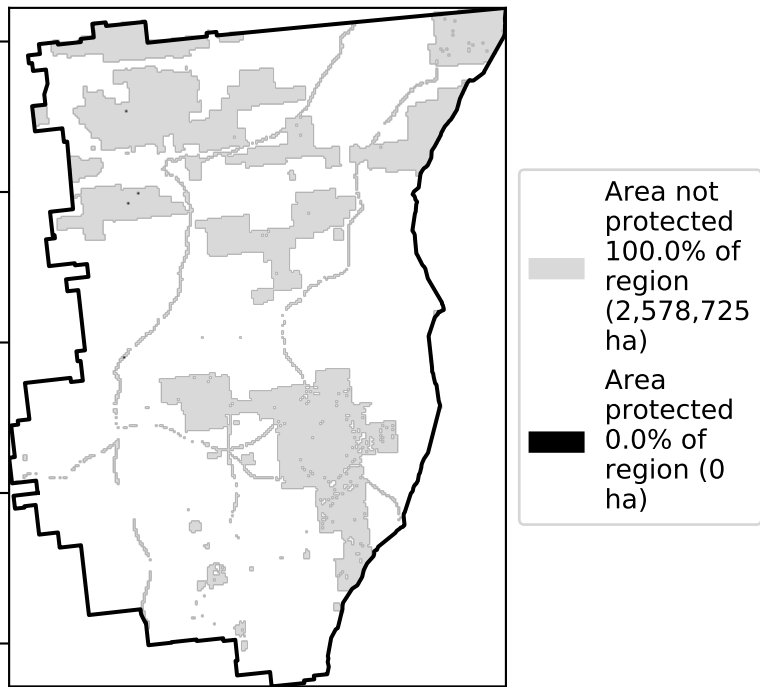 Area not
protected
100.0% of
region
(2,578,725
ha)
Area
protected
0.0% of
region (0
ha)